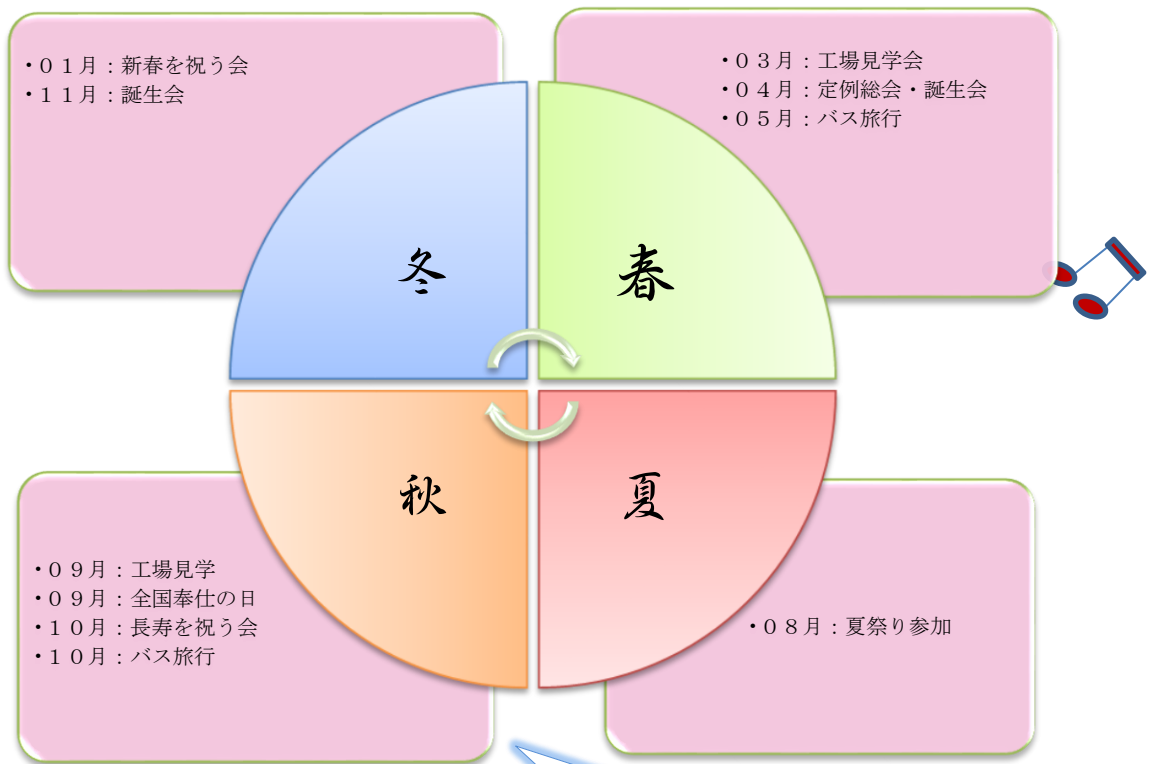 ・０１月：新春を祝う会
・１１月：誕生会
・０３月：工場見学会
・０４月：定例総会・誕生会
・０５月：バス旅行
冬
春
秋
夏
・０９月：工場見学
・０９月：全国奉仕の日
・１０月：長寿を祝う会
・１０月：バス旅行
・０８月：夏祭り参加